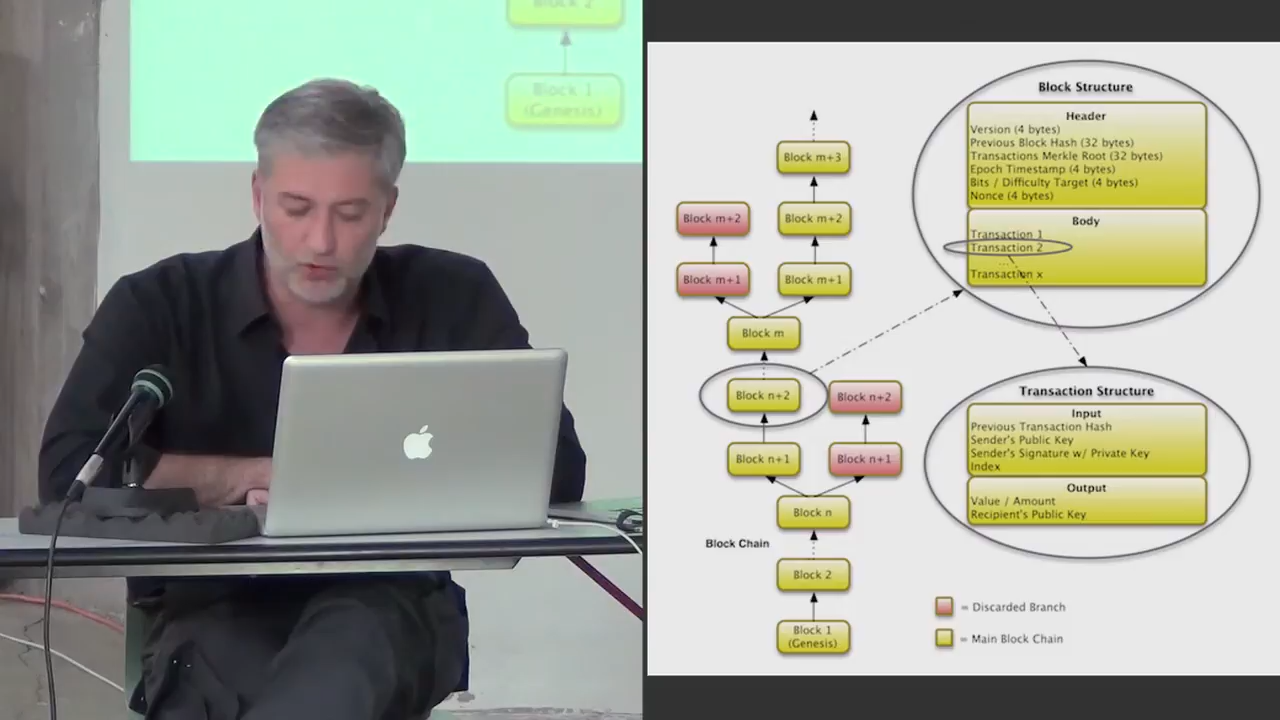 Block 2
Block 1
(Genesis)
Block m+3
Block m+2
Block m+2
Block m+1
Block m+1
Block m
Block n+2
Block n+2
Block n+1
Block n+1
Block n
Block Chain
Block 2
Block 1
(Genesis)
Block Structure
Header
Version (4 bytes)
Previous Block Hash (32 bytes)
Transactions Merkle Root (32 bytes)
Epoch Timestamp (4 bytes)
Bits / Difficulty Target (4 bytes)
Nonce (4 bytes)
Body
Transaction 1
Transaction 2
...
Transaction x
Transaction Structure
Input
Previous Transaction Hash
Sender's Public Key
Sender's Signature w/ Private Key
Index
Output
Value / Amount
Recipient's Public Key
= Discarded Branch
= Main Block Chain